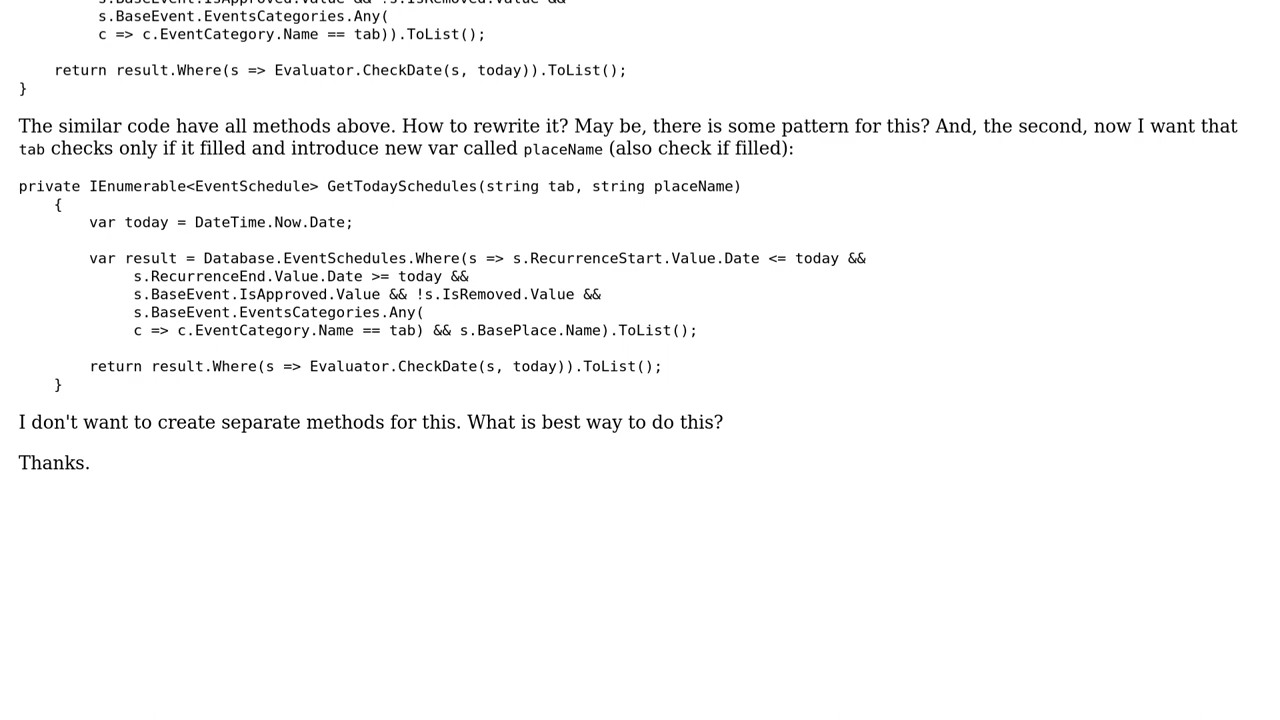 s.BaseEvent.IsApproved.Value && !s.IsRemoved.Value &&
s.BaseEvent.EventsCategories.Any(
c => c.EventCategory.Name == tab)).ToList();
return result.Where(s => Evaluator.CheckDate(s, today)).ToList();
}
The similar code have all methods above. How to rewrite it? May be, there is some pattern for this? And, the second, now I want that
tab checks only if it filled and introduce new var called placeName (also check if filled):
private IEnumerable<EventSchedule> GetTodaySchedules(string tab, string placeName)
{
var today = DateTime.Now.Date;
var result = Database.EventSchedules.Where(s => s.RecurrenceStart.Value.Date <= today &&
s.RecurrenceEnd.Value.Date >= today &&
s.BaseEvent.IsApproved.Value && !s.IsRemoved.Value &&
s.BaseEvent.EventsCategories.Any(
c => c.EventCategory.Name == tab) && s.BasePlace.Name).ToList();
return result.Where(s => Evaluator.CheckDate(s, today)).ToList();
}
I don't want to create separate methods for this. What is best way to do this?
Thanks.